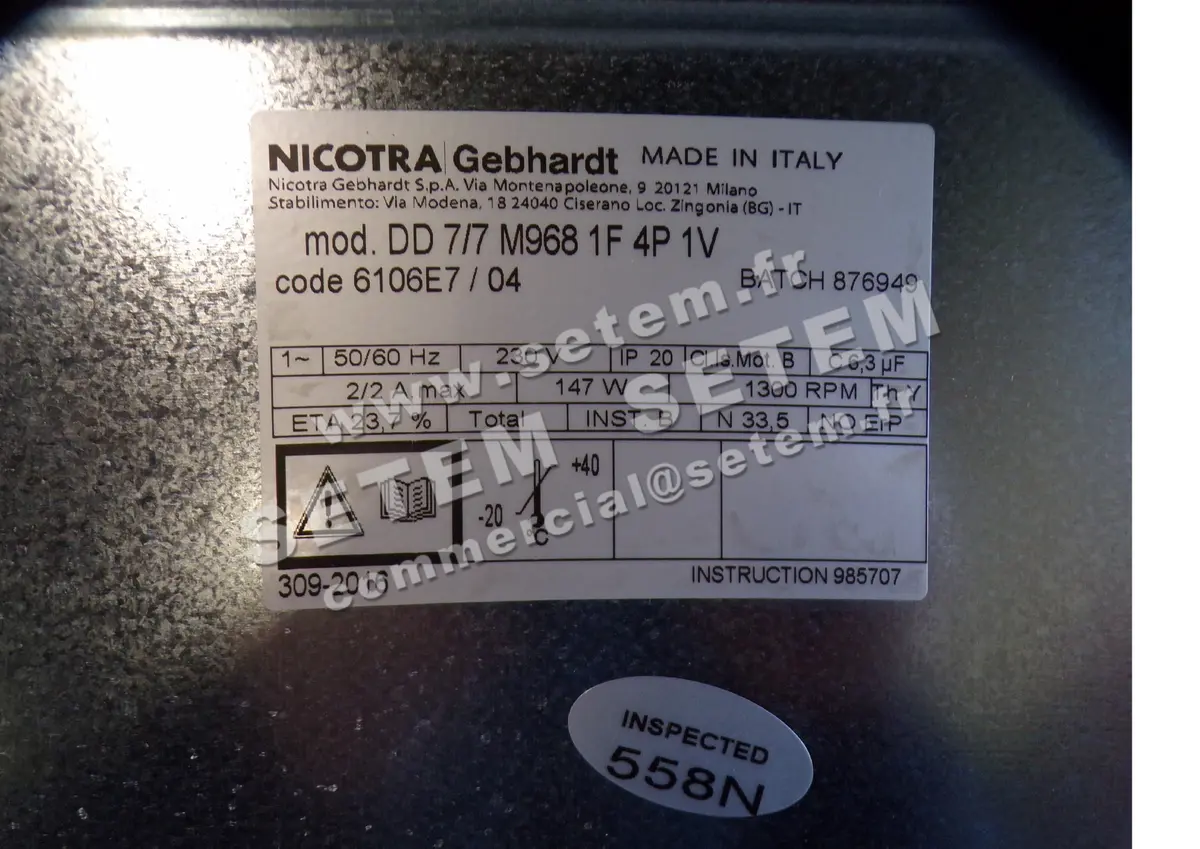 NICOTRA Gebhardt MADE IN ITALY
Nicotra Gebhardt S.p.A. Via Montenapoleone, 9 20121 Milano
Stabilimento: Via Modena, 18 24040 Ciserano Loc. Zingonia (BG) - IT
mod. DD 7/7 M968 1F 4P 1V
code 6106E7 / 04 BATCH 876949
1~ 50/60 Hz 230 V IP 20 Cl.Is.Mot. B C 6,3 µF
2/2 A max 147 W 1300 RPM Th Y
ETA 23,7 % Total INST. B N 33,5 NO ErP
+40
-20
°C
309-2016 INSTRUCTION 985707
www.setem.fr
SETEM SETEM
commercial@setem.fr
INSPECTED
558N